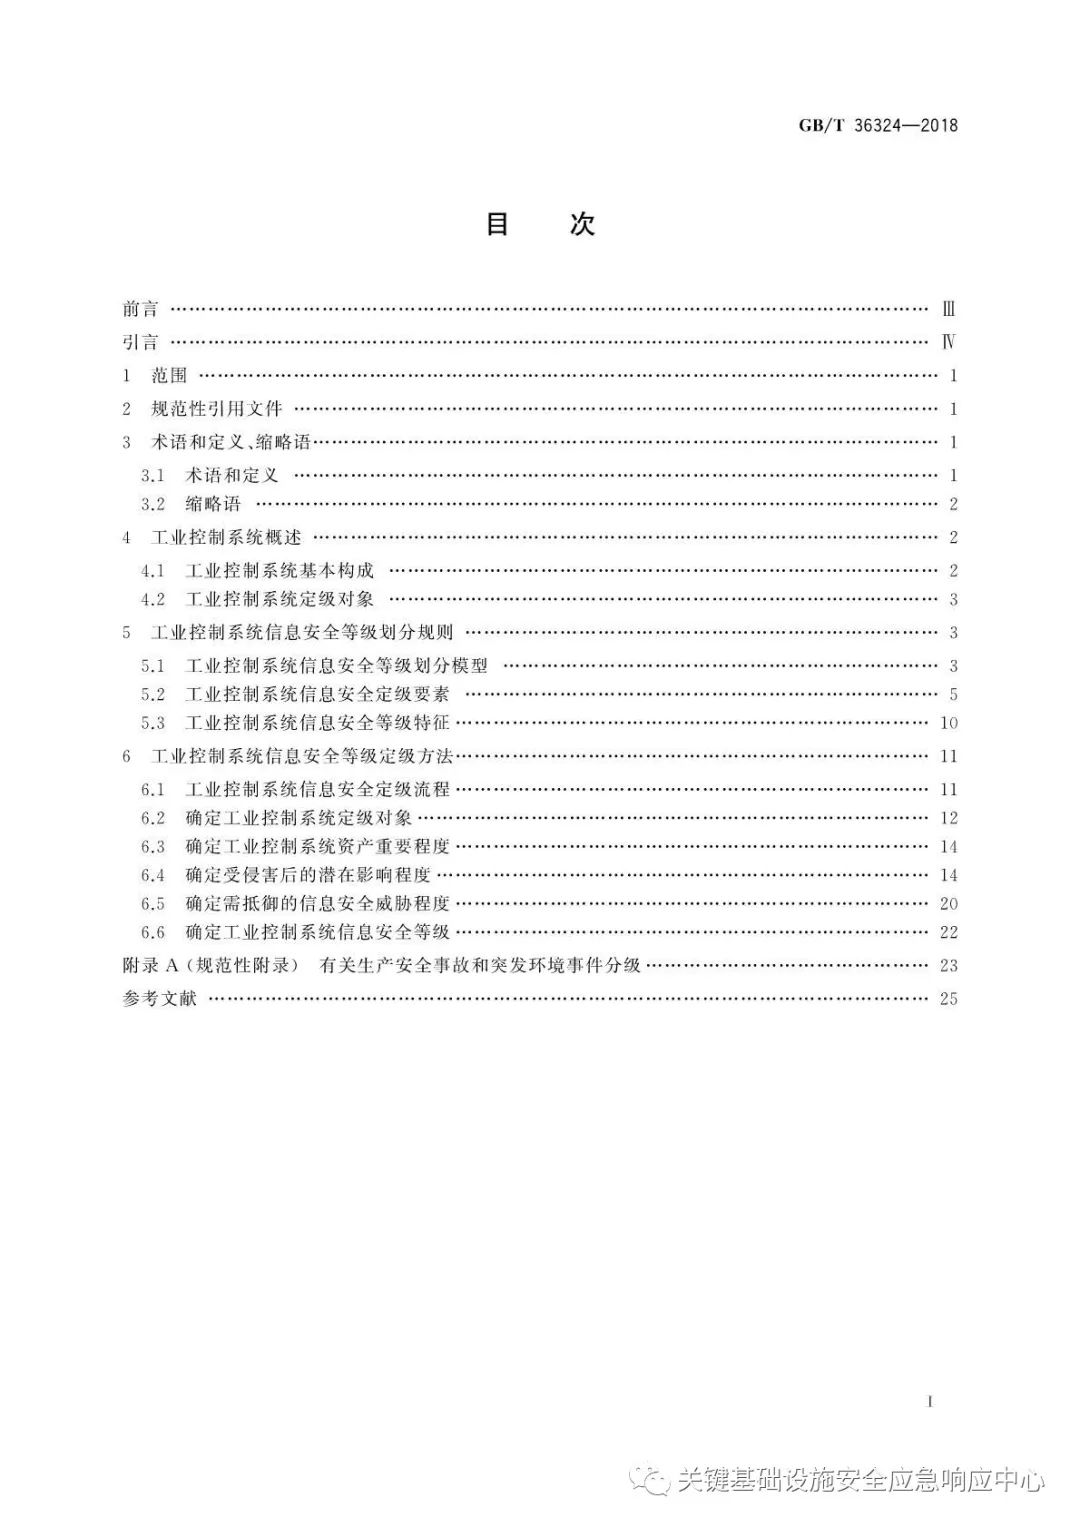 GB/T 36324—2018
目 次
前言 …………………………………………………………………… Ⅲ
引言 …………………………………………………………………… Ⅳ
1 范围 …………………………………………………………………… 1
2 规范性引用文件 …………………………………………………………………… 1
3 术语和定义、缩略语…………………………………………………………………… 1
3.1 术语和定义 …………………………………………………………………… 1
3.2 缩略语 …………………………………………………………………… 2
4 工业控制系统概述 …………………………………………………………………… 2
4.1 工业控制系统基本构成 …………………………………………………………………… 2
4.2 工业控制系统定级对象 …………………………………………………………………… 3
5 工业控制系统信息安全等级划分规则 …………………………………………………………………… 3
5.1 工业控制系统信息安全等级划分模型 …………………………………………………………………… 3
5.2 工业控制系统信息安全定级要素 …………………………………………………………………… 5
5.3 工业控制系统信息安全等级特征…………………………………………………………………… 10
6 工业控制系统信息安全等级定级方法…………………………………………………………………… 11
6.1 工业控制系统信息安全定级流程…………………………………………………………………… 11
6.2 确定工业控制系统定级对象…………………………………………………………………… 12
6.3 确定工业控制系统资产重要程度…………………………………………………………………… 14
6.4 确定受侵害后的潜在影响程度…………………………………………………………………… 14
6.5 确定需抵御的信息安全威胁程度…………………………………………………………………… 20
6.6 确定工业控制系统信息安全等级…………………………………………………………………… 22
附录 A（规范性附录） 有关生产安全事故和突发环境事件分级…………………………………………………………………… 23
参考文献 …………………………………………………………………… 25
Ⅰ
关键基础设施安全应急响应中心